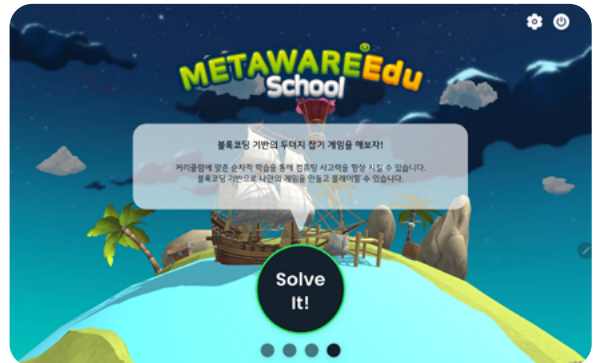 METAWAREEdu®
School
블록코딩 기반의 두더지 잡기 게임을 해보자!
커리큘럼에 맞춘 순차적 학습을 통해 컴퓨팅 사고력을 향상 시킬 수 있습니다.
블록코딩 기반으로 나만의 게임을 만들고 플레이할 수 있습니다.
Solve
It!